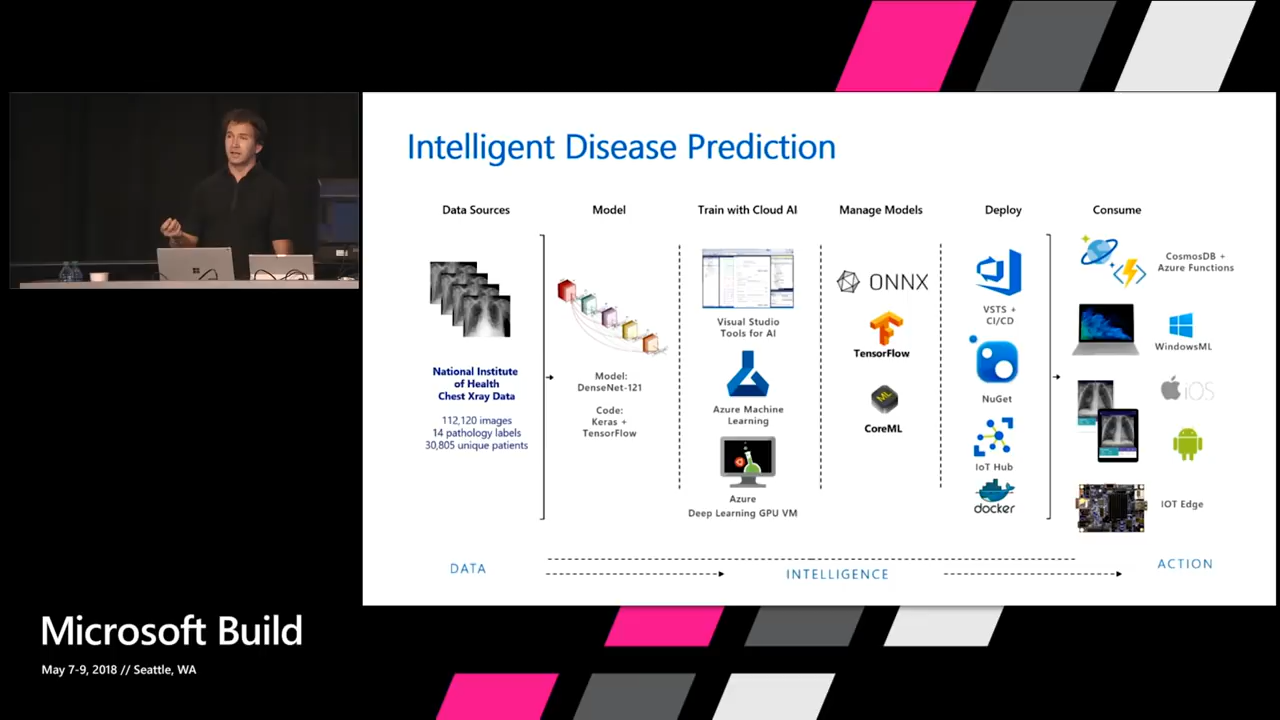 Intelligent Disease Prediction
Data Sources
Model
Train with Cloud AI
Manage Models
Deploy
Consume
National Institute
of Health
Chest Xray Data
112,120 images
14 pathology labels
30,805 unique patients
Model:
DenseNet-121
Code:
Keras +
TensorFlow
Visual Studio
Tools for AI
Azure Machine
Learning
Azure
Deep Learning GPU VM
ONNX
TensorFlow
ML
CoreML
VSTS +
CI/CD
NuGet
IoT Hub
docker
CosmosDB +
Azure Functions
WindowsML
iOS
IOT Edge
DATA
INTELLIGENCE
ACTION
Microsoft Build
May 7-9, 2018 // Seattle, WA